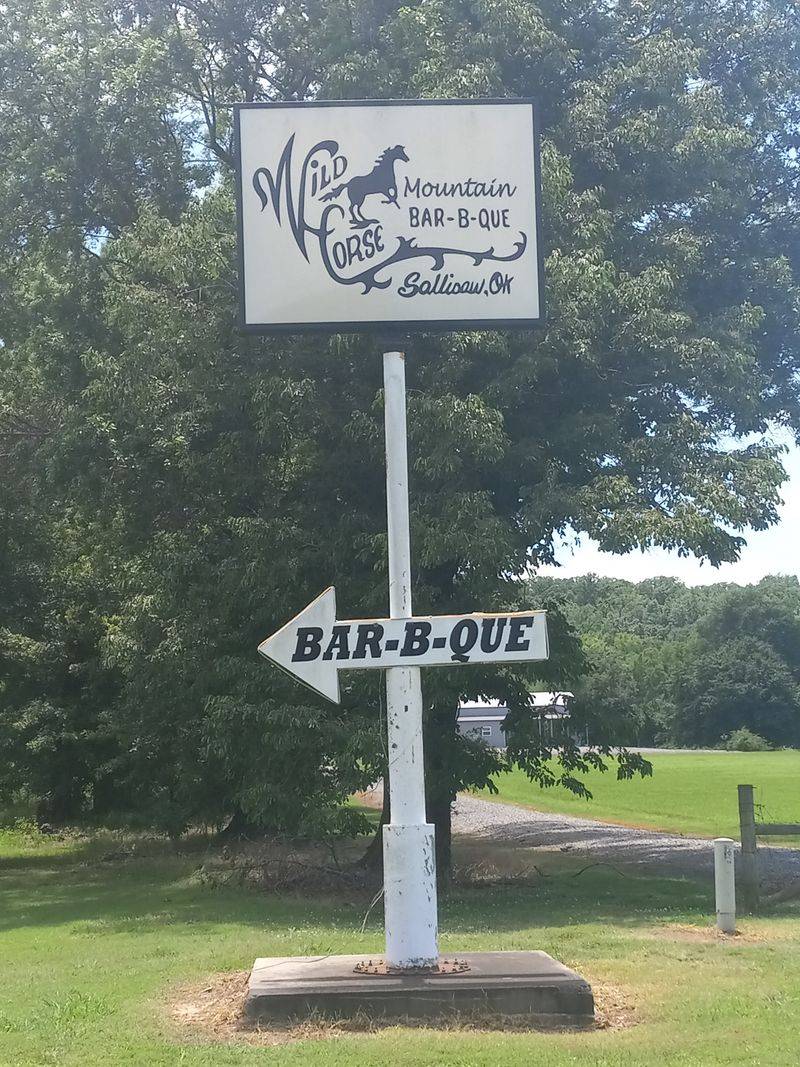 Wild
Horse
Mountain
BAR-B-QUE
Sallisaw, OK
BAR-B-QUE